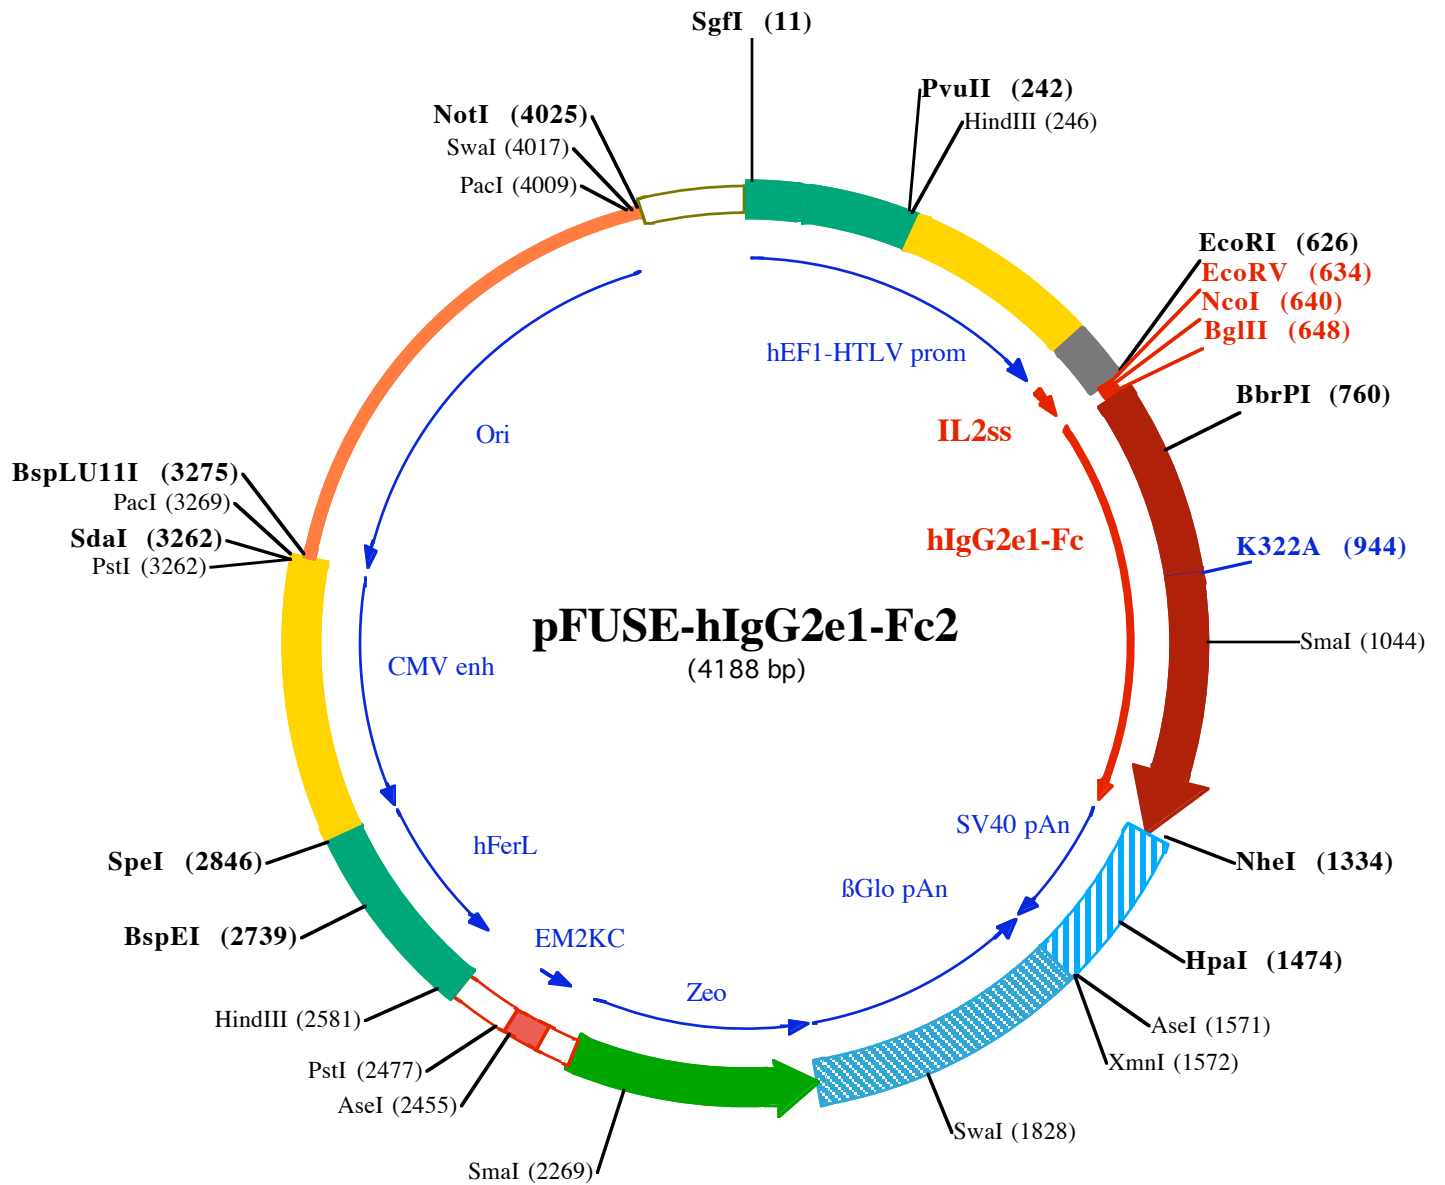 SgfI (11)
PvuII (242)
HindIII (246)
NotI (4025)
SwaI (4017)
PacI (4009)
EcoRI (626)
EcoRV (634)
NcoI (640)
BglII (648)
hEF1-HTLV prom
BbrPI (760)
IL2ss
Ori
BspLU11I (3275)
PacI (3269)
SdaI (3262)
PstI (3262)
hIgG2e1-Fc
K322A (944)
pFUSE-hIgG2e1-Fc2
(4188 bp)
SmaI (1044)
CMV enh
SV40 pAn
hFerL
SpeI (2846)
NheI (1334)
ßGlo pAn
BspEI (2739)
EM2KC
HpaI (1474)
Zeo
HindIII (2581)
AseI (1571)
XmnI (1572)
PstI (2477)
AseI (2455)
SwaI (1828)
SmaI (2269)